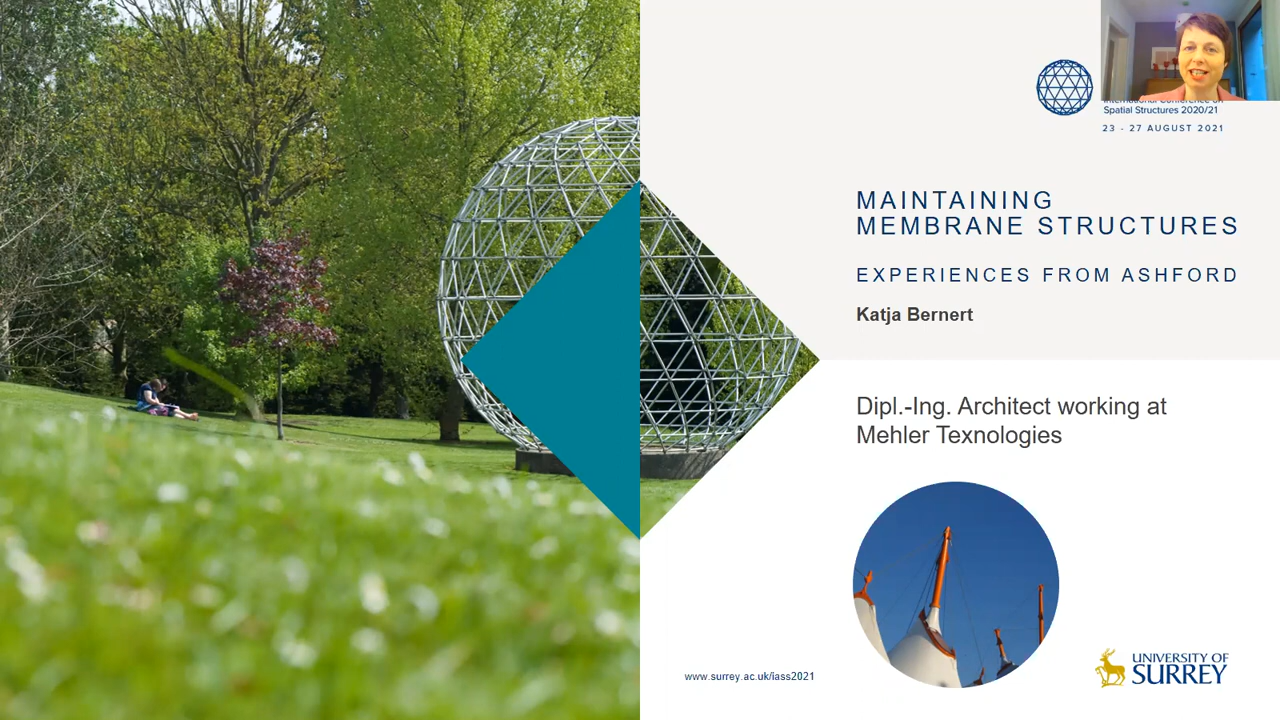 International Conference on
Spatial Structures 2020/21
23 - 27 AUGUST 2021
MAINTAINING
MEMBRANE STRUCTURES
EXPERIENCES FROM ASHFORD
Katja Bernert
Dipl.-Ing. Architect working at
Mehler Texnologies
www.surrey.ac.uk/iass2021
UNIVERSITY OF
SURREY